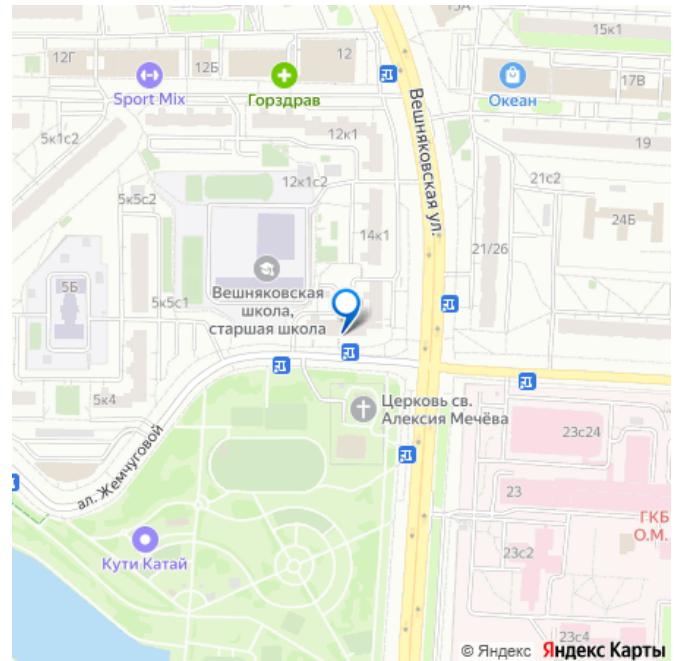 15А
15к1
12Г
12Б
12
Sport Mix
Горздрав
Океан
17В
5к1с2
12к1
19
Вешняковская ул.
5к5с2
12к1с2
21с2
24Б
14к1
21/26
5Б
Вешняковская
школа,
старшая школа
5к5с1
5к4
Церковь св.
Алексия Мечёва
23с24
ал. Жемчуговой
23
ГКБ
О.М.
Кути Катай
23с2
23с4
© Яндекс Яндекс Карты